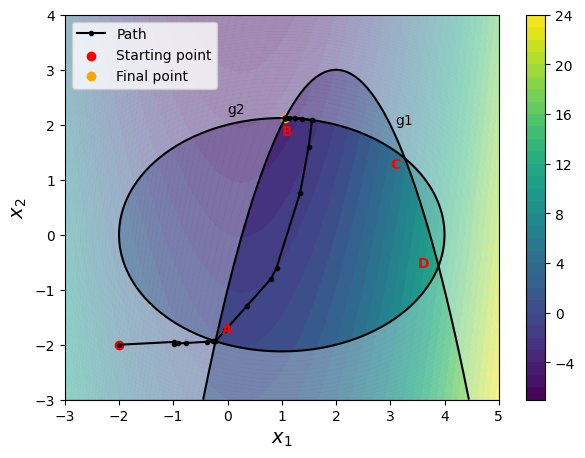 Path
Starting point
Final point
g2
g1
B
C
D
A
4
3
2
1
0
−1
−2
−3
x₂
−3 −2 −1 0 1 2 3 4 5
x₁
24
20
16
12
8
4
0
−4